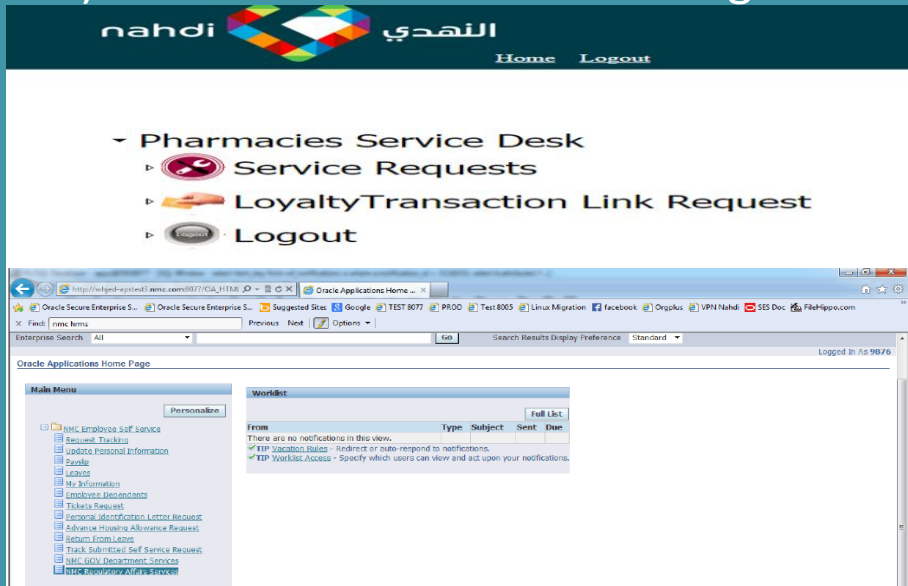 nahdi النهدي
Home Logout
Pharmacies Service Desk
Service Requests
LoyaltyTransaction Link Request
Logout
Oracle Applications Home ...
Oracle Secure Enterprise S... Oracle Secure Enterprise S... Suggested Sites Google TEST 8077 PROD Test 8005 Linux Migration facebook Orgplus VPN Nahdi SES Doc FileHippo.com
Find: nmc hrms Previous Next Options
Enterprise Search All Go Search Results Display Preference Standard
Logged In As 9876
Oracle Applications Home Page
Main Menu
Personalize
NMC Employee Self Service
Request Tracking
Update Personal Information
Payslip
Leaves
My Information
Employee Dependents
Tickets Request
Personal Identification Letter Request
Advance Housing Allowance Request
Return From Leave
Track Submitted Self Service Request
NMC GOV Department Services
NMC Regulatory Affairs Services
Worklist
Full List
From Type Subject Sent Due
There are no notifications in this view.
TIP Vacation Rules - Redirect or auto-respond to notifications.
TIP Worklist Access - Specify which users can view and act upon your notifications.